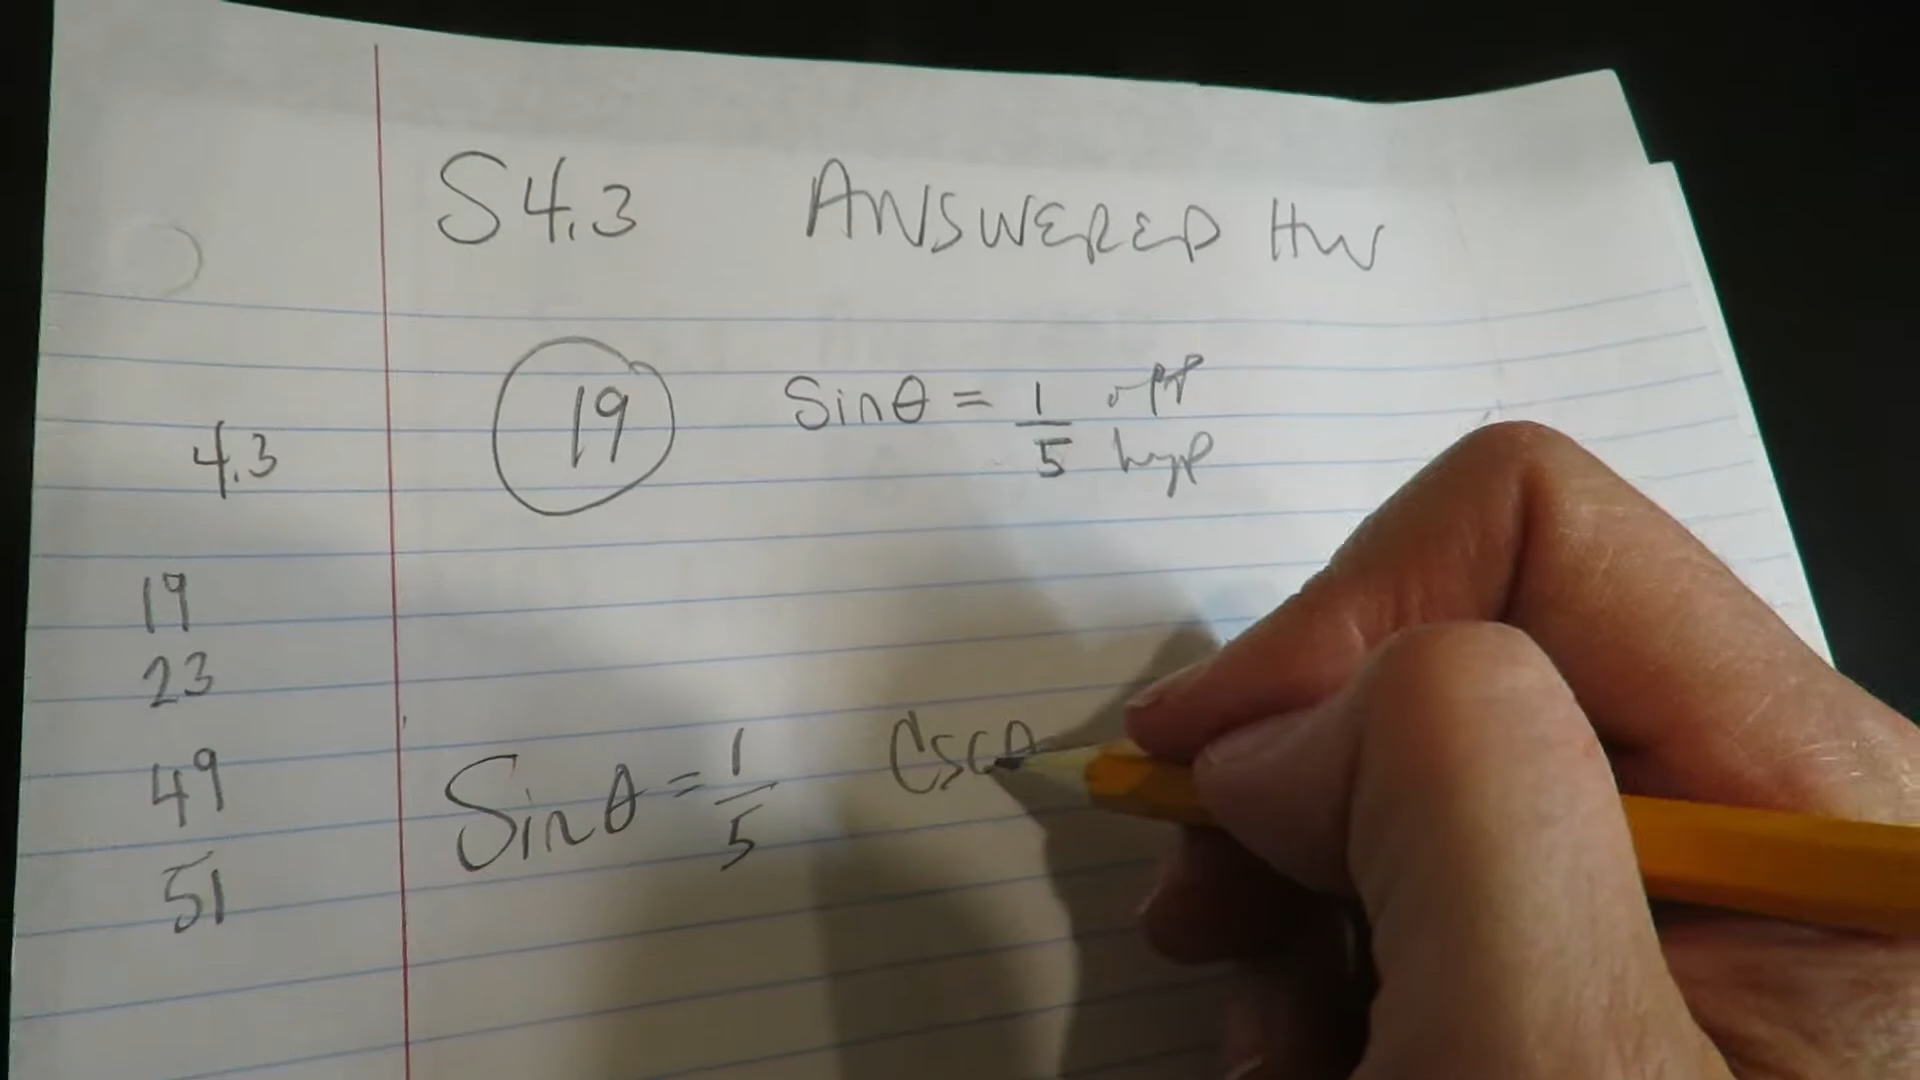 S4.3 ANSWERED HW
19 Sinθ = 1/5 opp/hyp
4.3
19
23
49
51
Sinθ = 1/5 Cscθ